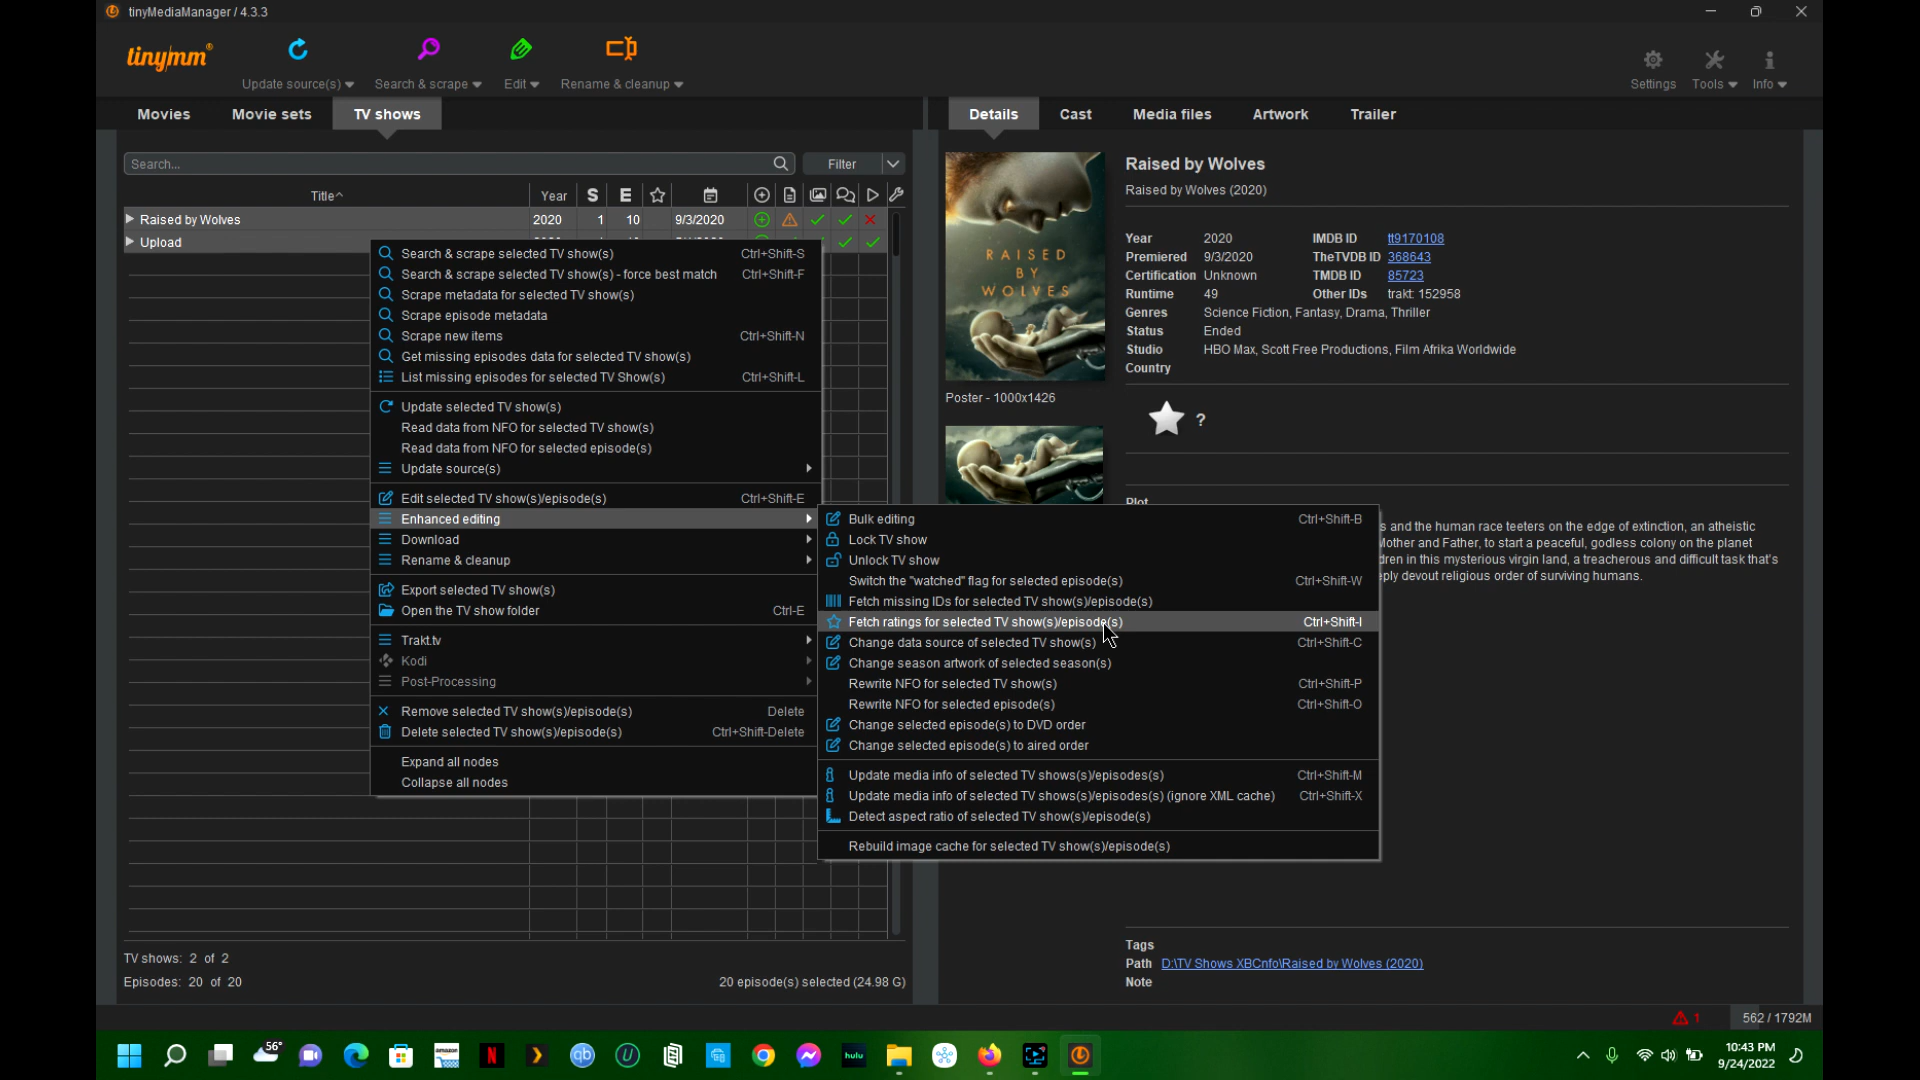 tinyMediaManager / 4.3.3
tinymm
Update source(s)
Search & scrape
Edit
Rename & cleanup
Settings
Tools
Info
Movies
Movie sets
TV shows
Details
Cast
Media files
Artwork
Trailer
Search...
Filter
Title
Year
S
E
Raised by Wolves
2020
1
10
9/3/2020
Upload
Search & scrape selected TV show(s) Ctrl+Shift-S
Search & scrape selected TV show(s) - force best match Ctrl+Shift-F
Scrape metadata for selected TV show(s)
Scrape episode metadata
Scrape new items Ctrl+Shift-N
Get missing episodes data for selected TV show(s)
List missing episodes for selected TV Show(s) Ctrl+Shift-L
Update selected TV show(s)
Read data from NFO for selected TV show(s)
Read data from NFO for selected episode(s)
Update source(s)
Edit selected TV show(s)/episode(s) Ctrl+Shift-E
Enhanced editing
Download
Rename & cleanup
Export selected TV show(s)
Open the TV show folder Ctrl-E
Trakt.tv
Kodi
Post-Processing
Remove selected TV show(s)/episode(s) Delete
Delete selected TV show(s)/episode(s) Ctrl+Shift-Delete
Expand all nodes
Collapse all nodes
Bulk editing Ctrl+Shift-B
Lock TV show
Unlock TV show
Switch the "watched" flag for selected episode(s) Ctrl+Shift-W
Fetch missing IDs for selected TV show(s)/episode(s)
Fetch ratings for selected TV show(s)/episode(s) Ctrl+Shift-I
Change data source of selected TV show(s) Ctrl+Shift-C
Change season artwork of selected season(s)
Rewrite NFO for selected TV show(s) Ctrl+Shift-P
Rewrite NFO for selected episode(s) Ctrl+Shift-O
Change selected episode(s) to DVD order
Change selected episode(s) to aired order
Update media info of selected TV shows(s)/episodes(s) Ctrl+Shift-M
Update media info of selected TV shows(s)/episodes(s) (ignore XML cache) Ctrl+Shift-X
Detect aspect ratio of selected TV show(s)/episode(s)
Rebuild image cache for selected TV show(s)/episode(s)
TV shows: 2 of 2
Episodes: 20 of 20
20 episode(s) selected (24.98 G)
RAISED
BY
WOLVES
Poster - 1000x1426
Raised by Wolves
Raised by Wolves (2020)
Year 2020 IMDB ID tt9170108
Premiered 9/3/2020 TheTVDB ID 368643
Certification Unknown TMDB ID 85723
Runtime 49 Other IDs trakt: 152958
Genres Science Fiction, Fantasy, Drama, Thriller
Status Ended
Studio HBO Max, Scott Free Productions, Film Afrika Worldwide
Country
?
Plot
s and the human race teeters on the edge of extinction, an atheistic
Mother and Father, to start a peaceful, godless colony on the planet
dren in this mysterious virgin land, a treacherous and difficult task that's
eply devout religious order of surviving humans.
Tags
Path D:\TV Shows XBCnfo\Raised by Wolves (2020)
Note
1
562 / 1792M
56°
amazon
N
qb
U
hulu
10:43 PM
9/24/2022